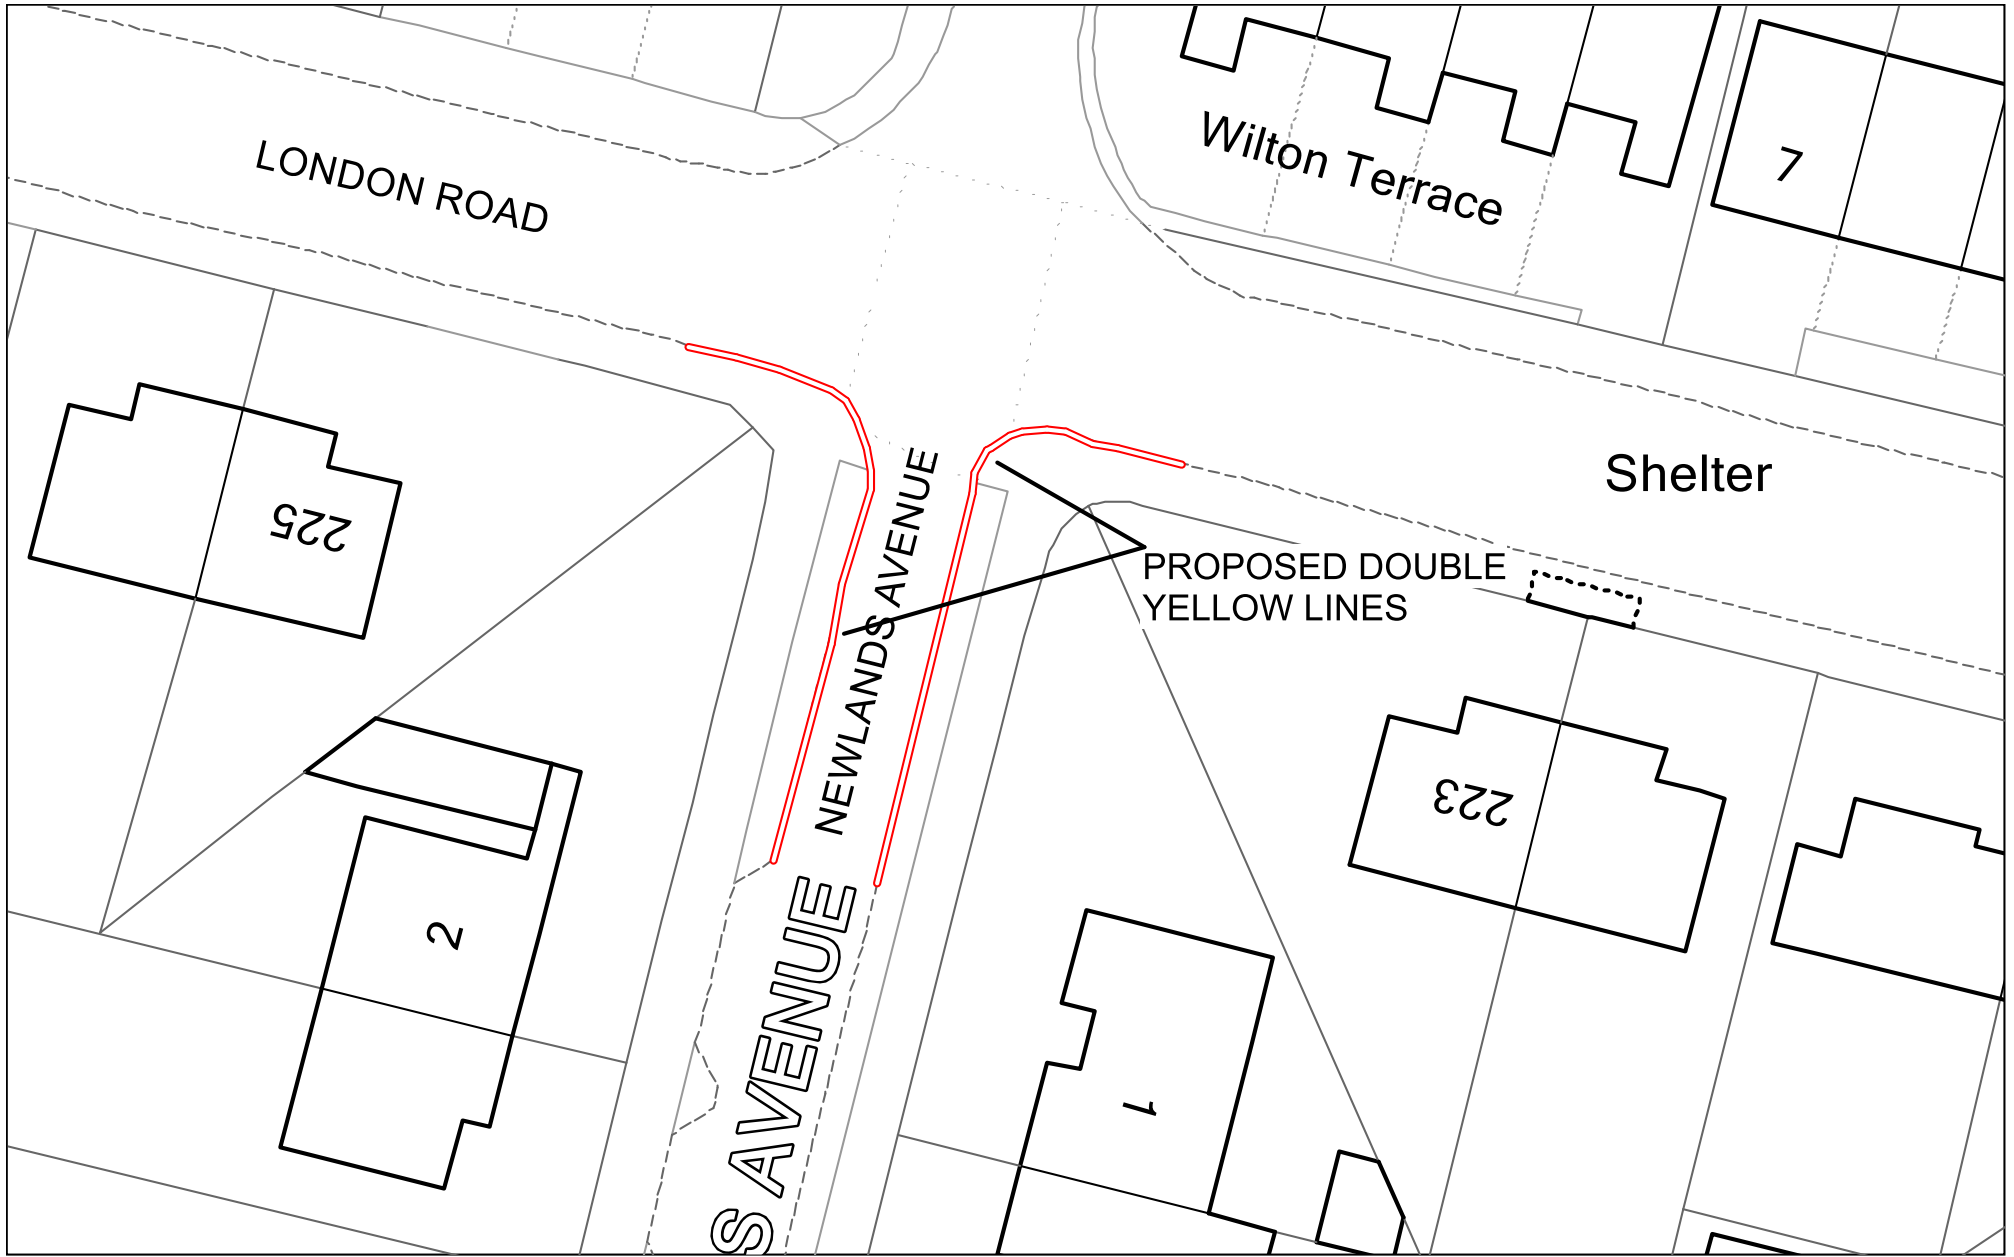 LONDON ROAD
Wilton Terrace
7
Shelter
225
NEWLANDS AVENUE
PROPOSED DOUBLE
YELLOW LINES
223
2
1
S AVENUE